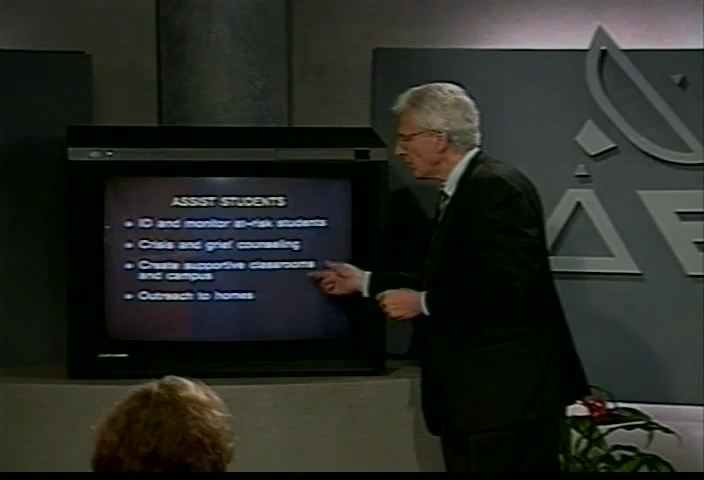 ASSIST STUDENTS
• ID and monitor at-risk students
• Crisis and grief counseling
• Create supportive classrooms
and campus
• Outreach to homes